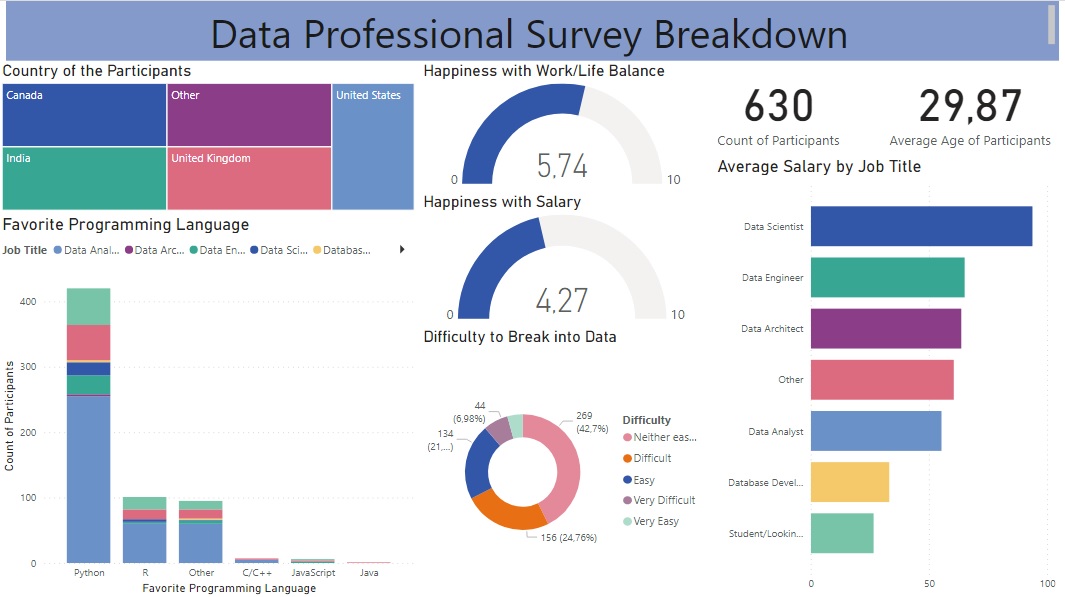 Data Professional Survey Breakdown
Country of the Participants
Canada
Other
United States
India
United Kingdom
Happiness with Work/Life Balance
5,74
0
10
Happiness with Salary
4,27
0
10
630
Count of Participants
29,87
Average Age of Participants
Favorite Programming Language
Job Title Data Anal... Data Arc... Data En... Data Sci... Databas...
Count of Participants
400
300
200
100
0
Python R Other C/C++ JavaScript Java
Favorite Programming Language
Difficulty to Break into Data
44
(6,98%)
134
(21,...)
269
(42,7%)
156 (24,76%)
Difficulty
Neither eas...
Difficult
Easy
Very Difficult
Very Easy
Average Salary by Job Title
Data Scientist
Data Engineer
Data Architect
Other
Data Analyst
Database Devel...
Student/Lookin...
0 50 100